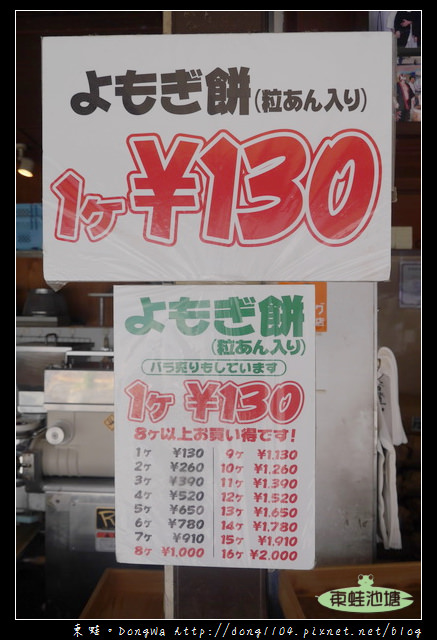 よもぎ餅(粒あん入り)
1ヶ¥130
よもぎ餅
(粒あん入り)
バラ売りもしています
1ヶ ¥130
8ヶ以上お買い得です!
1ヶ ¥130 9ヶ ¥1,130
2ヶ ¥260 10ヶ ¥1,260
3ヶ ¥390 11ヶ ¥1,390
4ヶ ¥520 12ヶ ¥1,520
5ヶ ¥650 13ヶ ¥1,650
6ヶ ¥780 14ヶ ¥1,780
7ヶ ¥910 15ヶ ¥1,910
8ヶ ¥1,000 16ヶ ¥2,000
東蛙池塘
東蛙。DongWa http://dong1104.pixnet.net/blog